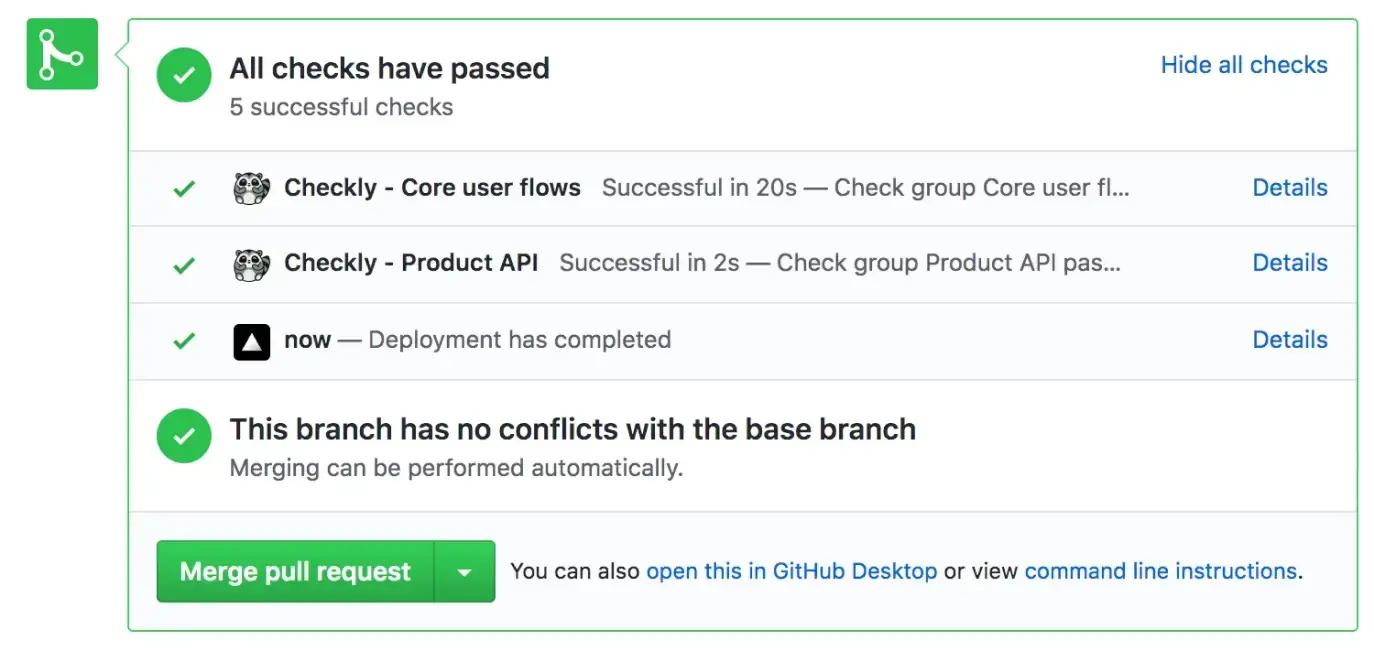 All checks have passed
Hide all checks
5 successful checks
Checkly - Core user flows Successful in 20s — Check group Core user fl... Details
Checkly - Product API Successful in 2s — Check group Product API pas... Details
now — Deployment has completed Details
This branch has no conflicts with the base branch
Merging can be performed automatically.
Merge pull request You can also open this in GitHub Desktop or view command line instructions.